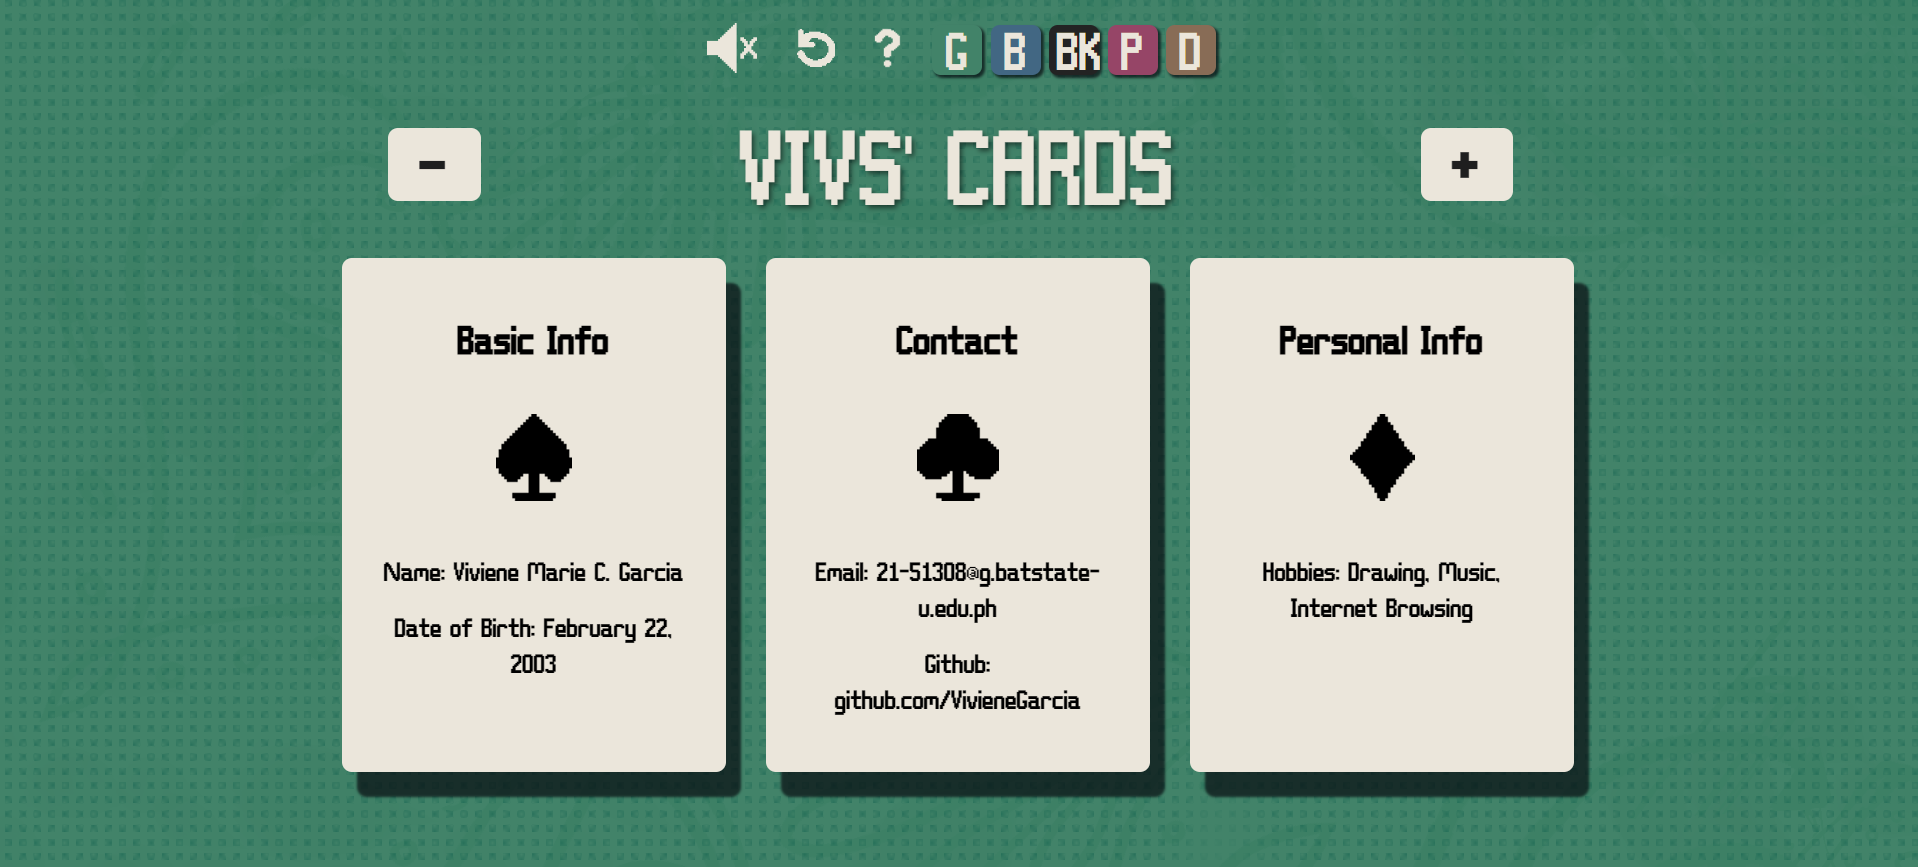 x ? G B BK P D
- VIVS' CARDS +
Basic Info
Name: Viviene Marie C. Garcia
Date of Birth: February 22,
2003
Contact
Email: 21-51308@g.batstate-
u.edu.ph
Github:
github.com/VivieneGarcia
Personal Info
Hobbies: Drawing, Music,
Internet Browsing